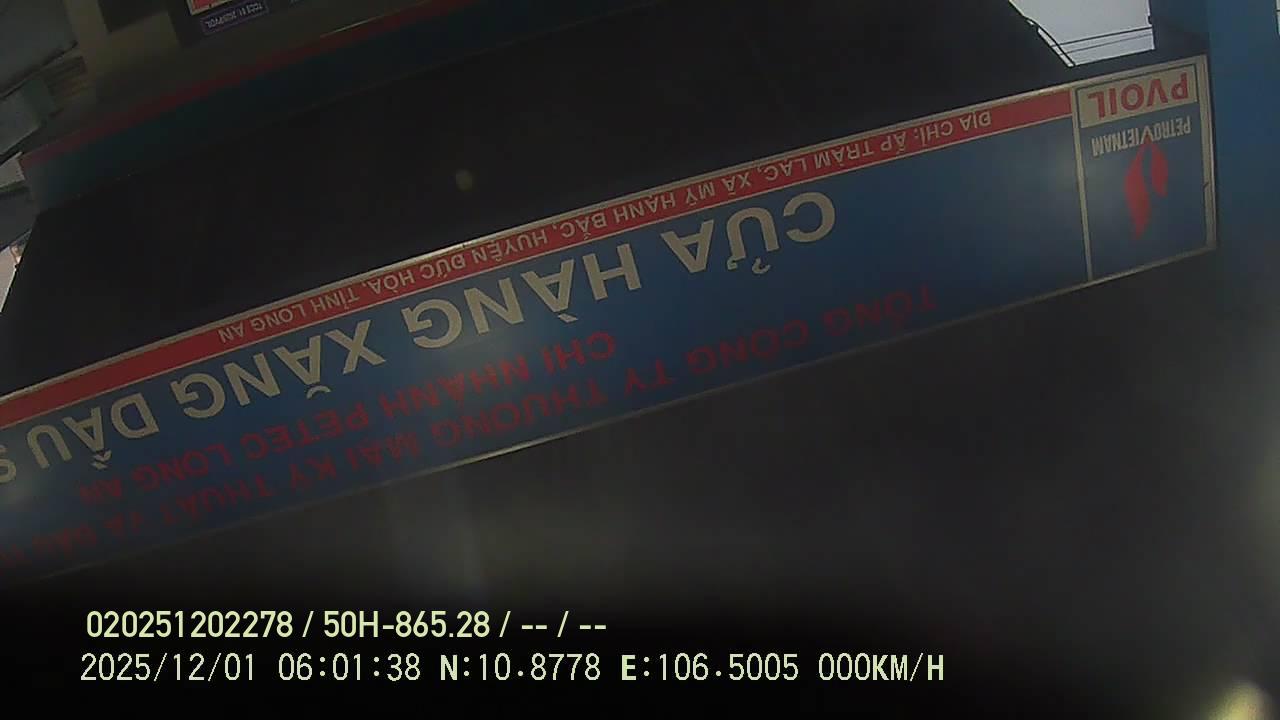 TỔNG CÔNG TY THƯƠNG MẠI KỸ THUẬT VÀ ĐẦU
CHI NHÁNH PETEC LONG AN
CỬA HÀNG XĂNG DẦU S
ĐỊA CHỈ: ẤP TRÀM LẠC, XÃ MỸ HẠNH BẮC, HUYỆN ĐỨC HÒA, TỈNH LONG AN
PETROVIETNAM
PVOIL
020251202278 / 50H-865.28 / -- / --
2025/12/01 06:01:38 N:10.8778 E:106.5005 000KM/H